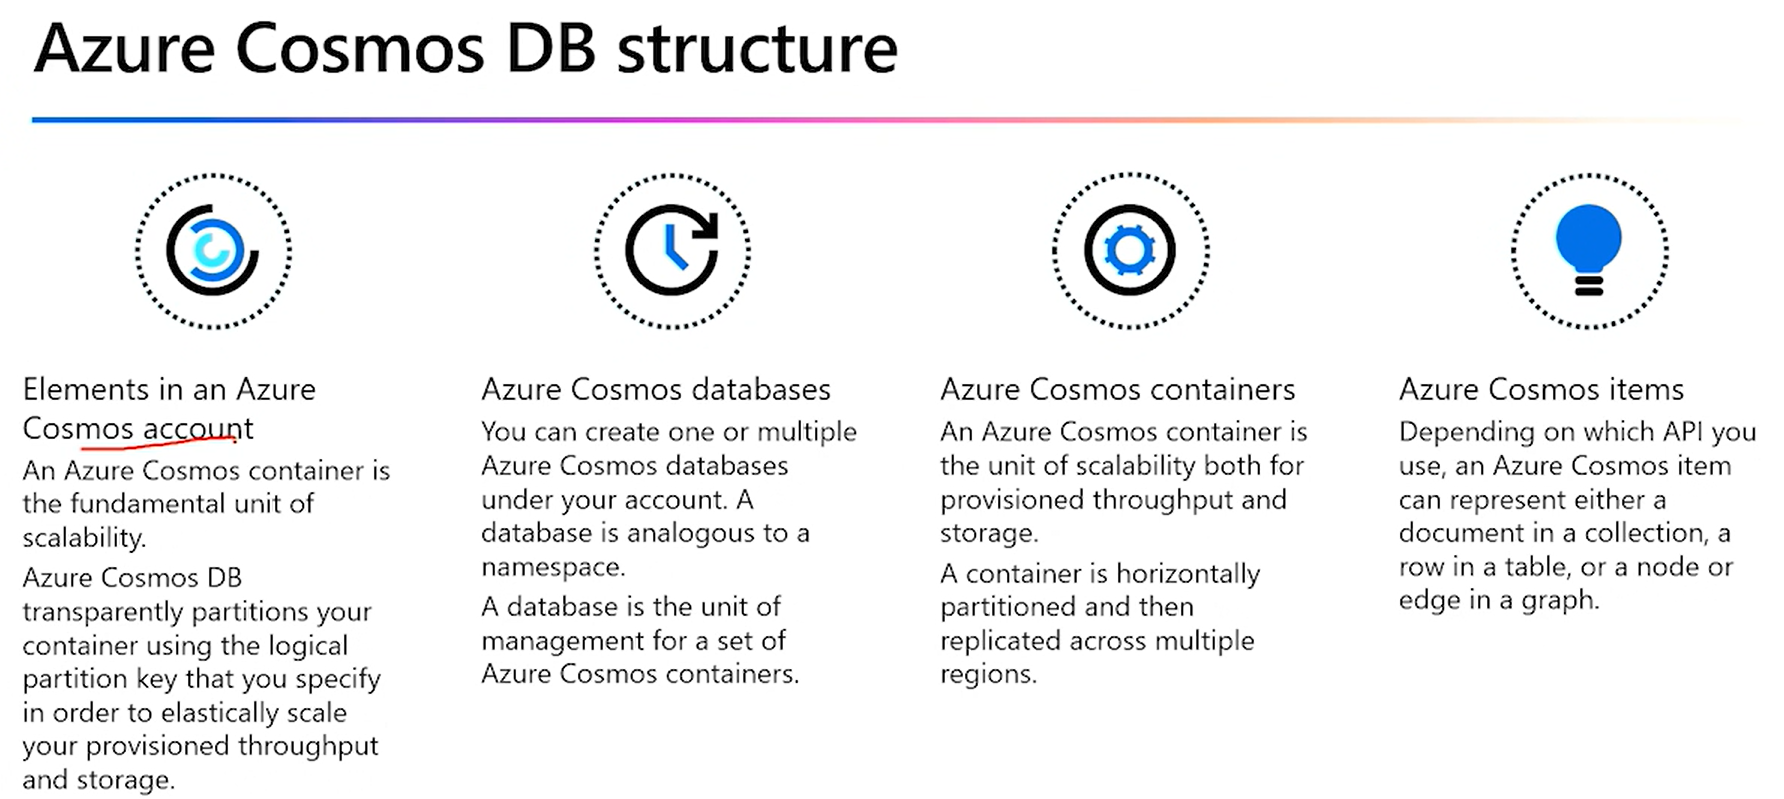 Azure Cosmos DB structure
Elements in an Azure
Cosmos account
An Azure Cosmos container is
the fundamental unit of
scalability.
Azure Cosmos DB
transparently partitions your
container using the logical
partition key that you specify
in order to elastically scale
your provisioned throughput
and storage.
Azure Cosmos databases
You can create one or multiple
Azure Cosmos databases
under your account. A
database is analogous to a
namespace.
A database is the unit of
management for a set of
Azure Cosmos containers.
Azure Cosmos containers
An Azure Cosmos container is
the unit of scalability both for
provisioned throughput and
storage.
A container is horizontally
partitioned and then
replicated across multiple
regions.
Azure Cosmos items
Depending on which API you
use, an Azure Cosmos item
can represent either a
document in a collection, a
row in a table, or a node or
edge in a graph.